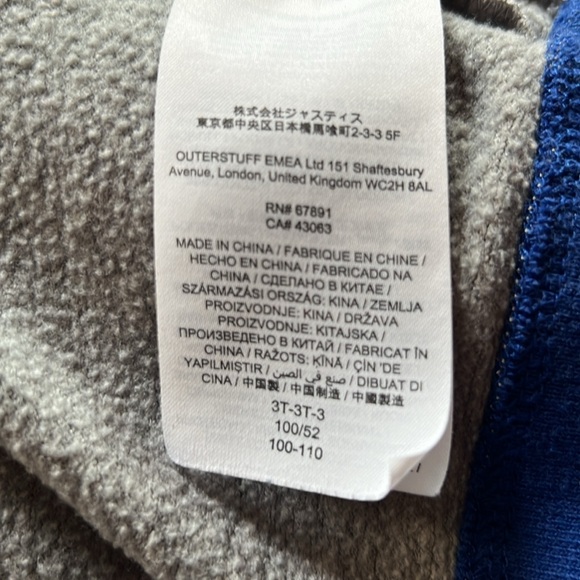 株式会社ジャスティス
東京都中央区日本橋馬喰町2-3-3 5F
OUTERSTUFF EMEA Ltd 151 Shaftesbury
Avenue, London, United Kingdom WC2H 8AL
RN# 67891
CA# 43063
MADE IN CHINA / FABRIQUE EN CHINE /
HECHO EN CHINA / FABRICADO NA
CHINA / СДЕЛАНО В КИТАЕ /
SZÁRMAZÁSI ORSZÁG: KINA / ZEMLJA
PROIZVODNJE: KINA / DRŽAVA
PROIZVODNJE: KITAJSKA /
ПРОИЗВЕДЕНО В КИТАЙ / FABRICAT ÎN
CHINA / RAŽOTS: ĶĪNĀ / ÇİN 'DE
YAPILMIŞTIR / صنع في الصين / DIBUAT DI
CINA / 中国製 / 中国制造 / 中國製造
3T-3T-3
100/52
100-110